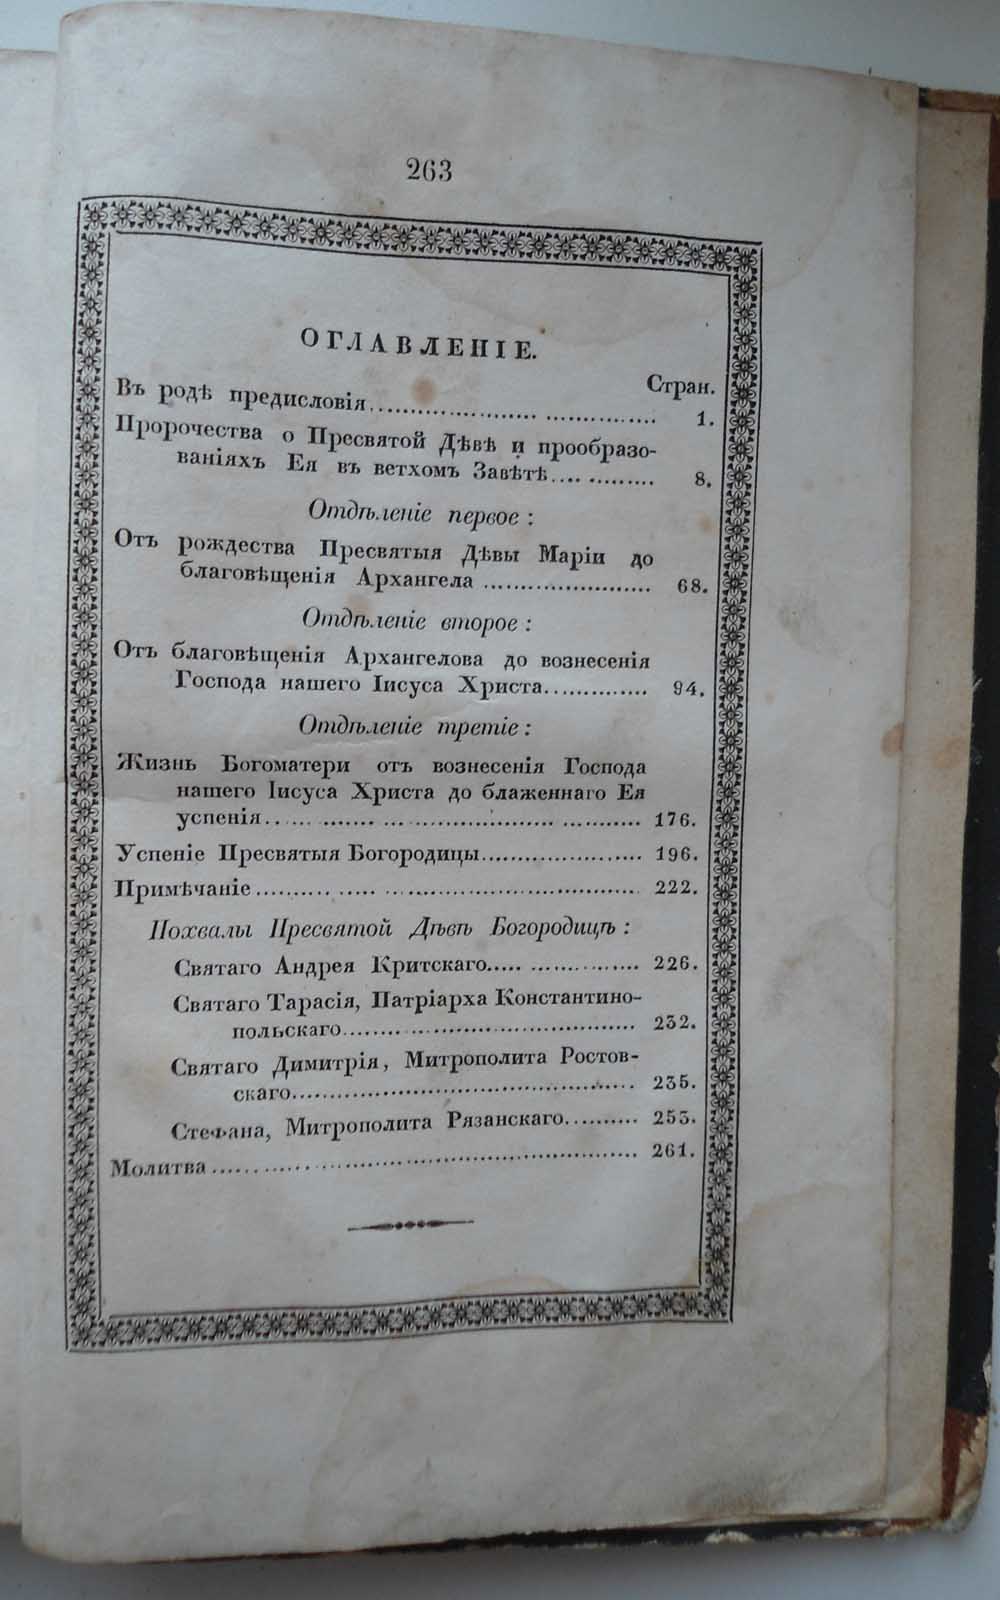 263
ОГЛАВЛЕНІЕ.
Стран.
Въ родѣ предисловія........................... 1.
Пророчества о Пресвятой Дѣвѣ и прообразо-
ваніяхъ Ея въ ветхомъ Завѣтѣ............. 8.
Отдѣленіе первое :
Отъ рождества Пресвятыя Дѣвы Маріи до
благовѣщенія Архангела ..................... 68.
Отдѣленіе второе :
Отъ благовѣщенія Архангелова до вознесенія
Господа нашего Іисуса Христа............. 94.
Отдѣленіе третіе :
Жизнь Богоматери отъ вознесенія Господа
нашего Іисуса Христа до блаженнаго Ея
успенія........................................ 176.
Успеніе Пресвятыя Богородицы.................... 196.
Примѣчаніе........................................ 222.
Похвалы Пресвятой Дѣвѣ Богородицѣ :
Святаго Андрея Критскаго................... 226.
Святаго Тарасія, Патріарха Константино-
польскаго..................................... 232.
Святаго Димитрія, Митрополита Ростов-
скаго........................................... 235.
Стефана, Митрополита Рязанскаго.......... 253.
Молитва.................................................. 261.